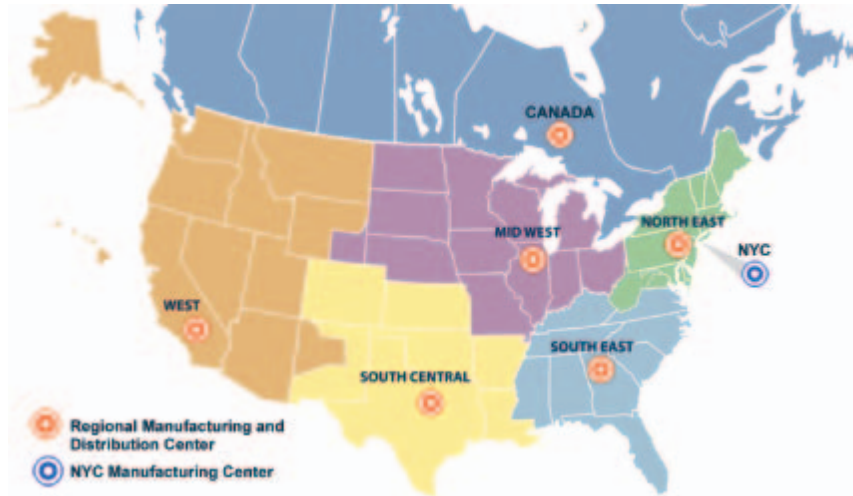 CANADA
NORTH EAST
MID WEST
NYC
WEST
SOUTH EAST
SOUTH CENTRAL
Regional Manufacturing and
Distribution Center
NYC Manufacturing Center